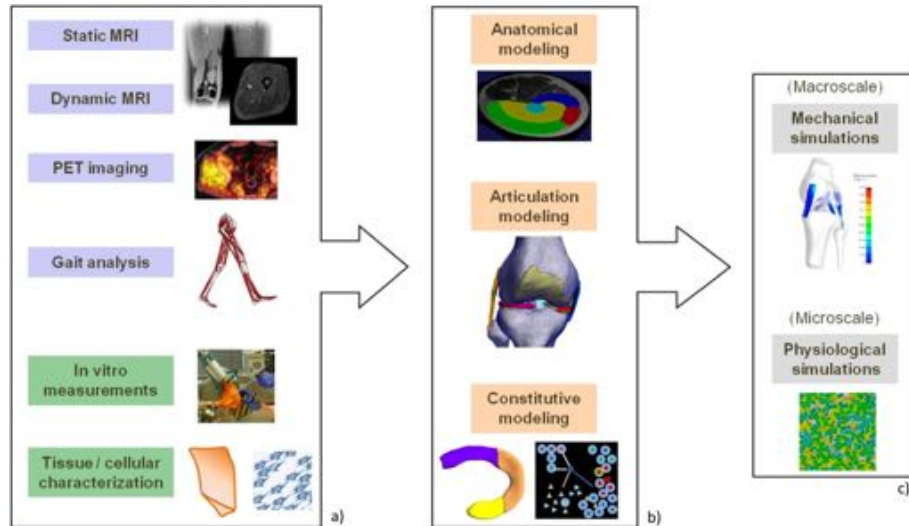 Static MRI
Dynamic MRI
PET imaging
Gait analysis
In vitro
measurements
Tissue / cellular
characterization
a)
Anatomical
modeling
Articulation
modeling
Constitutive
modeling
b)
(Macroscale)
Mechanical
simulations
(Microscale)
Physiological
simulations
c)